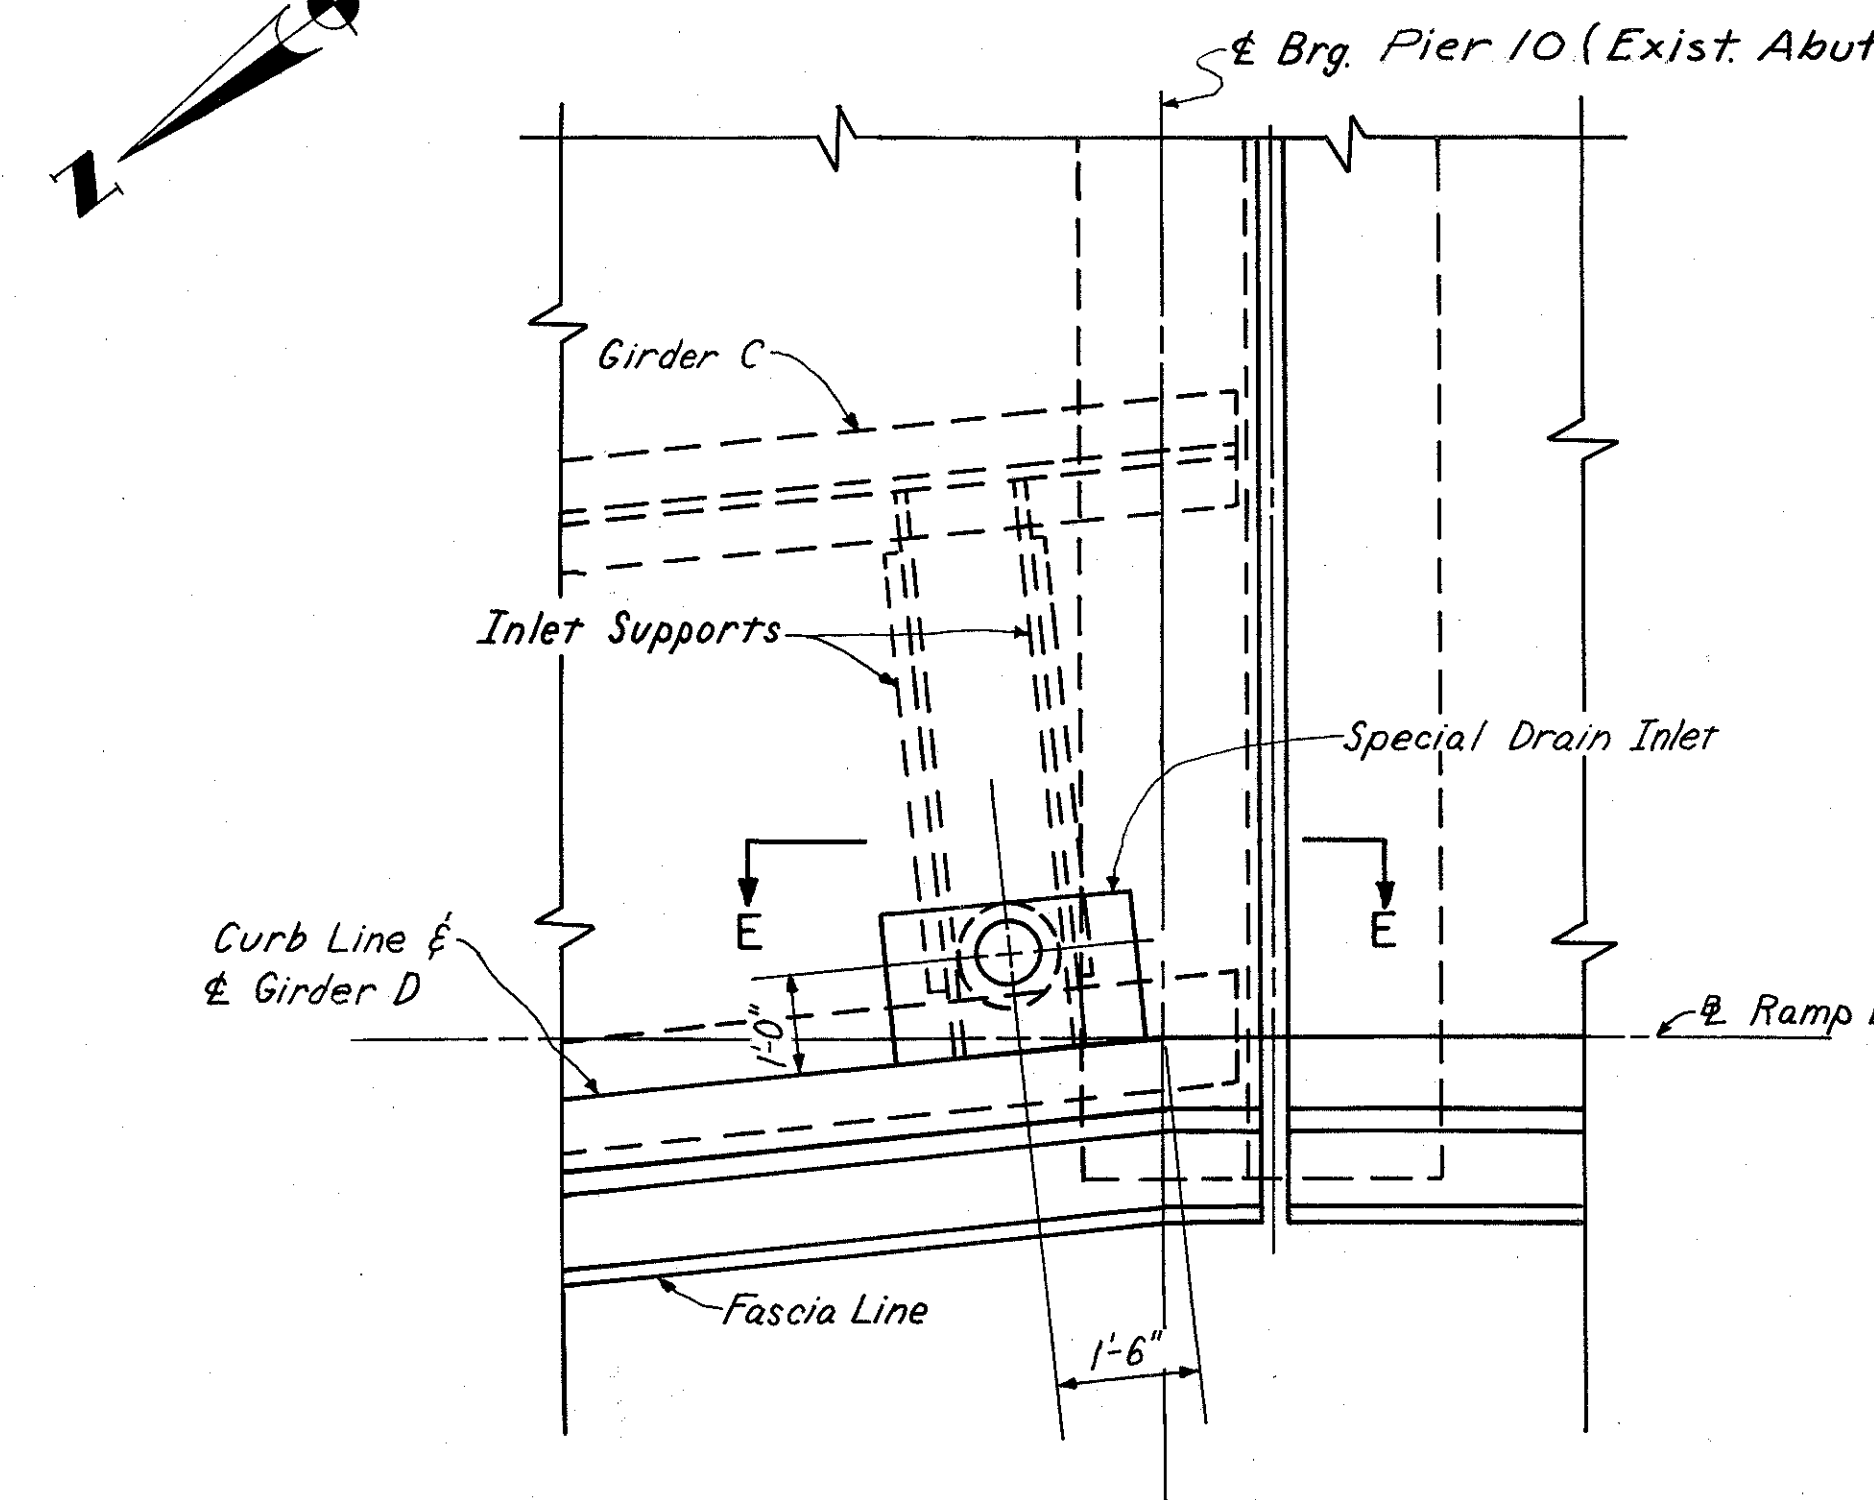 N
℄ Brg. Pier 10 (Exist. Abut
Girder C
Inlet Supports
Special Drain Inlet
E
E
Curb Line &
℄ Girder D
1'-0"
Ramp
Fascia Line
1'-6"